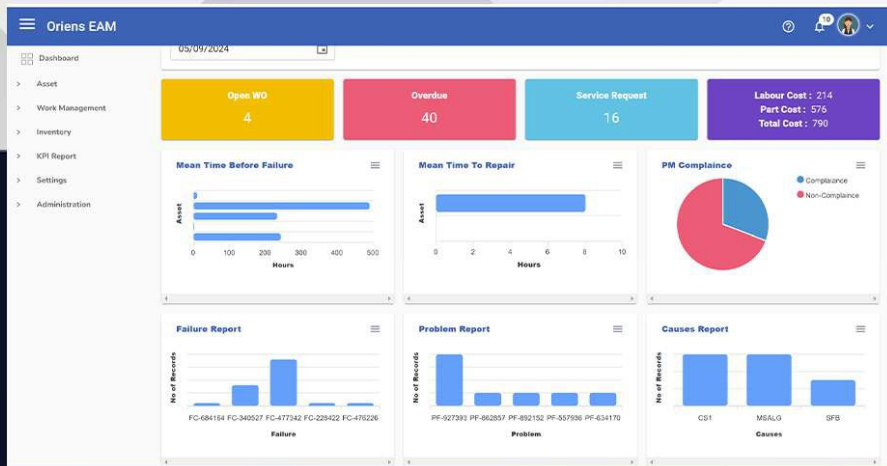 Oriens EAM
10
Dashboard
05/09/2024
Asset
Work Management
Inventory
KPI Report
Settings
Administration
Open WO
4
Overdue
40
Service Request
16
Labour Cost : 214
Part Cost : 576
Total Cost : 790
Mean Time Before Failure
Asset
0 100 200 300 400 500
Hours
Mean Time To Repair
Asset
0 2 4 6 8 10
Hours
PM Complaince
Complaiance
Non-Complaince
Failure Report
No of Records
FC-684164 FC-340527 FC-477342 FC-228422 FC-476226
Failure
Problem Report
No of Records
PF-927393 PF-862857 PF-892152 PF-557936 PF-634170
Problem
Causes Report
No of Records
CS1 MSALG SFB
Causes